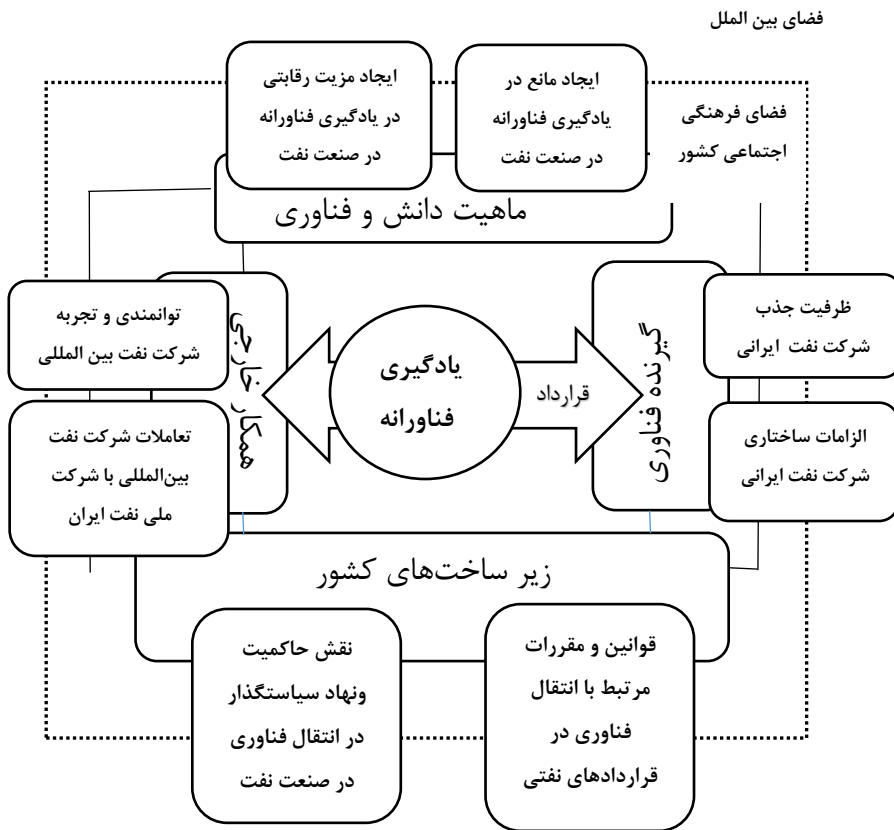 فضای بین الملل
فضای فرهنگی
اجتماعی کشور
ایجاد مانع در
یادگیری فناورانه
در صنعت نفت
ایجاد مزیت رقابتی
در یادگیری فناورانه
در صنعت نفت
ماهیت دانش و فناوری
ظرفیت جذب
شرکت نفت ایرانی
الزامات ساختاری
شرکت نفت ایرانی
گیرنده فناوری
قرارداد
یادگیری
فناورانه
همکار خارجی
توانمندی و تجربه
شرکت نفت بین المللی
تعاملات شرکت نفت
بین‌المللی با شرکت
ملی نفت ایران
زیر ساخت‌های کشور
قوانین و مقررات
مرتبط با انتقال
فناوری در
قراردادهای نفتی
نقش حاکمیت
ونهاد سیاستگذار
در انتقال فناوری
در صنعت نفت